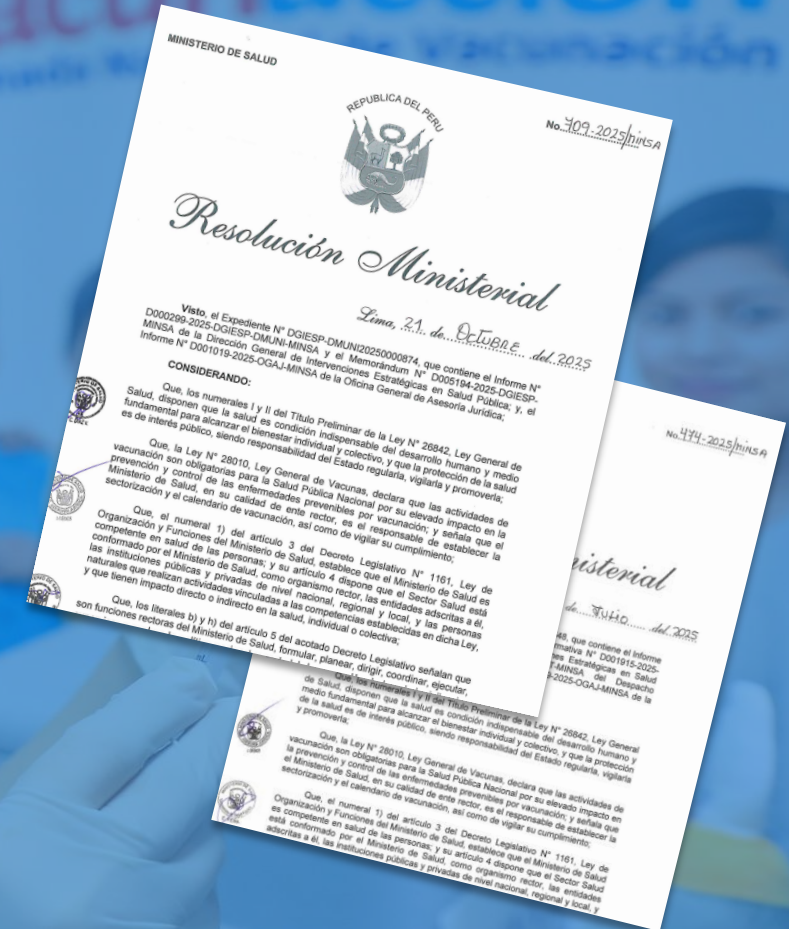 Vacunación
MINISTERIO DE SALUD
REPUBLICA DEL PERU
No. 709-2025/MINSA
Resolución Ministerial
Lima, 21 de OCTUBRE del 2025
Visto, el Expediente N° DGIESP-DMUNI20250000874, que contiene el Informe N°
D000299-2025-DGIESP-DMUNI-MINSA y el Memorándum N° D005194-2025-DGIESP-
MINSA de la Dirección General de Intervenciones Estratégicas en Salud Pública; y, el
Informe N° D001019-2025-OGAJ-MINSA de la Oficina General de Asesoría Jurídica;
CONSIDERANDO:
Que, los numerales I y II del Título Preliminar de la Ley N° 26842, Ley General de
Salud, disponen que la salud es condición indispensable del desarrollo humano y medio
fundamental para alcanzar el bienestar individual y colectivo, y que la protección de la salud
es de interés público, siendo responsabilidad del Estado regularla, vigilarla y promoverla;
Que, la Ley N° 28010, Ley General de Vacunas, declara que las actividades de
vacunación son obligatorias para la Salud Pública Nacional por su elevado impacto en la
prevención y control de las enfermedades prevenibles por vacunación; y señala que el
Ministerio de Salud, en su calidad de ente rector, es el responsable de establecer la
sectorización y el calendario de vacunación, así como de vigilar su cumplimiento;
Que, el numeral 1) del artículo 3 del Decreto Legislativo N° 1161, Ley de
Organización y Funciones del Ministerio de Salud, establece que el Ministerio de Salud es
competente en salud de las personas; y su artículo 4 dispone que el Sector Salud está
conformado por el Ministerio de Salud, como organismo rector, las entidades adscritas a él,
las instituciones públicas y privadas de nivel nacional, regional y local, y las personas
naturales que realizan actividades vinculadas a las competencias establecidas en dicha Ley,
y que tienen impacto directo o indirecto en la salud, individual o colectiva;
Que, los literales b) y h) del artículo 5 del acotado Decreto Legislativo señalan que
son funciones rectoras del Ministerio de Salud, formular, planear, dirigir, coordinar, ejecutar,
No. 474-2025/MINSA
isterial
de JULIO del 2025
48, que contiene el Informe
rmativa N° D001915-2025-
es Estratégicas en Salud
T-MINSA del Despacho
-2025-OGAJ-MINSA de la
Que, los numerales I y II del Título Preliminar de la Ley N° 26842, Ley General
de Salud, disponen que la salud es condición indispensable del desarrollo humano y
medio fundamental para alcanzar el bienestar individual y colectivo, y que la protección
de la salud es de interés público, siendo responsabilidad del Estado regularla, vigilarla
y promoverla;
Que, la Ley N° 28010, Ley General de Vacunas, declara que las actividades de
vacunación son obligatorias para la Salud Pública Nacional por su elevado impacto en
la prevención y control de las enfermedades prevenibles por vacunación; y señala que
el Ministerio de Salud, en su calidad de ente rector, es el responsable de establecer la
sectorización y el calendario de vacunación, así como de vigilar su cumplimiento;
Que, el numeral 1) del artículo 3 del Decreto Legislativo N° 1161, Ley de
Organización y Funciones del Ministerio de Salud, establece que el Ministerio de Salud
es competente en salud de las personas; y su artículo 4 dispone que el Sector Salud
está conformado por el Ministerio de Salud, como organismo rector, las entidades
adscritas a él, las instituciones públicas y privadas de nivel nacional, regional y local, y